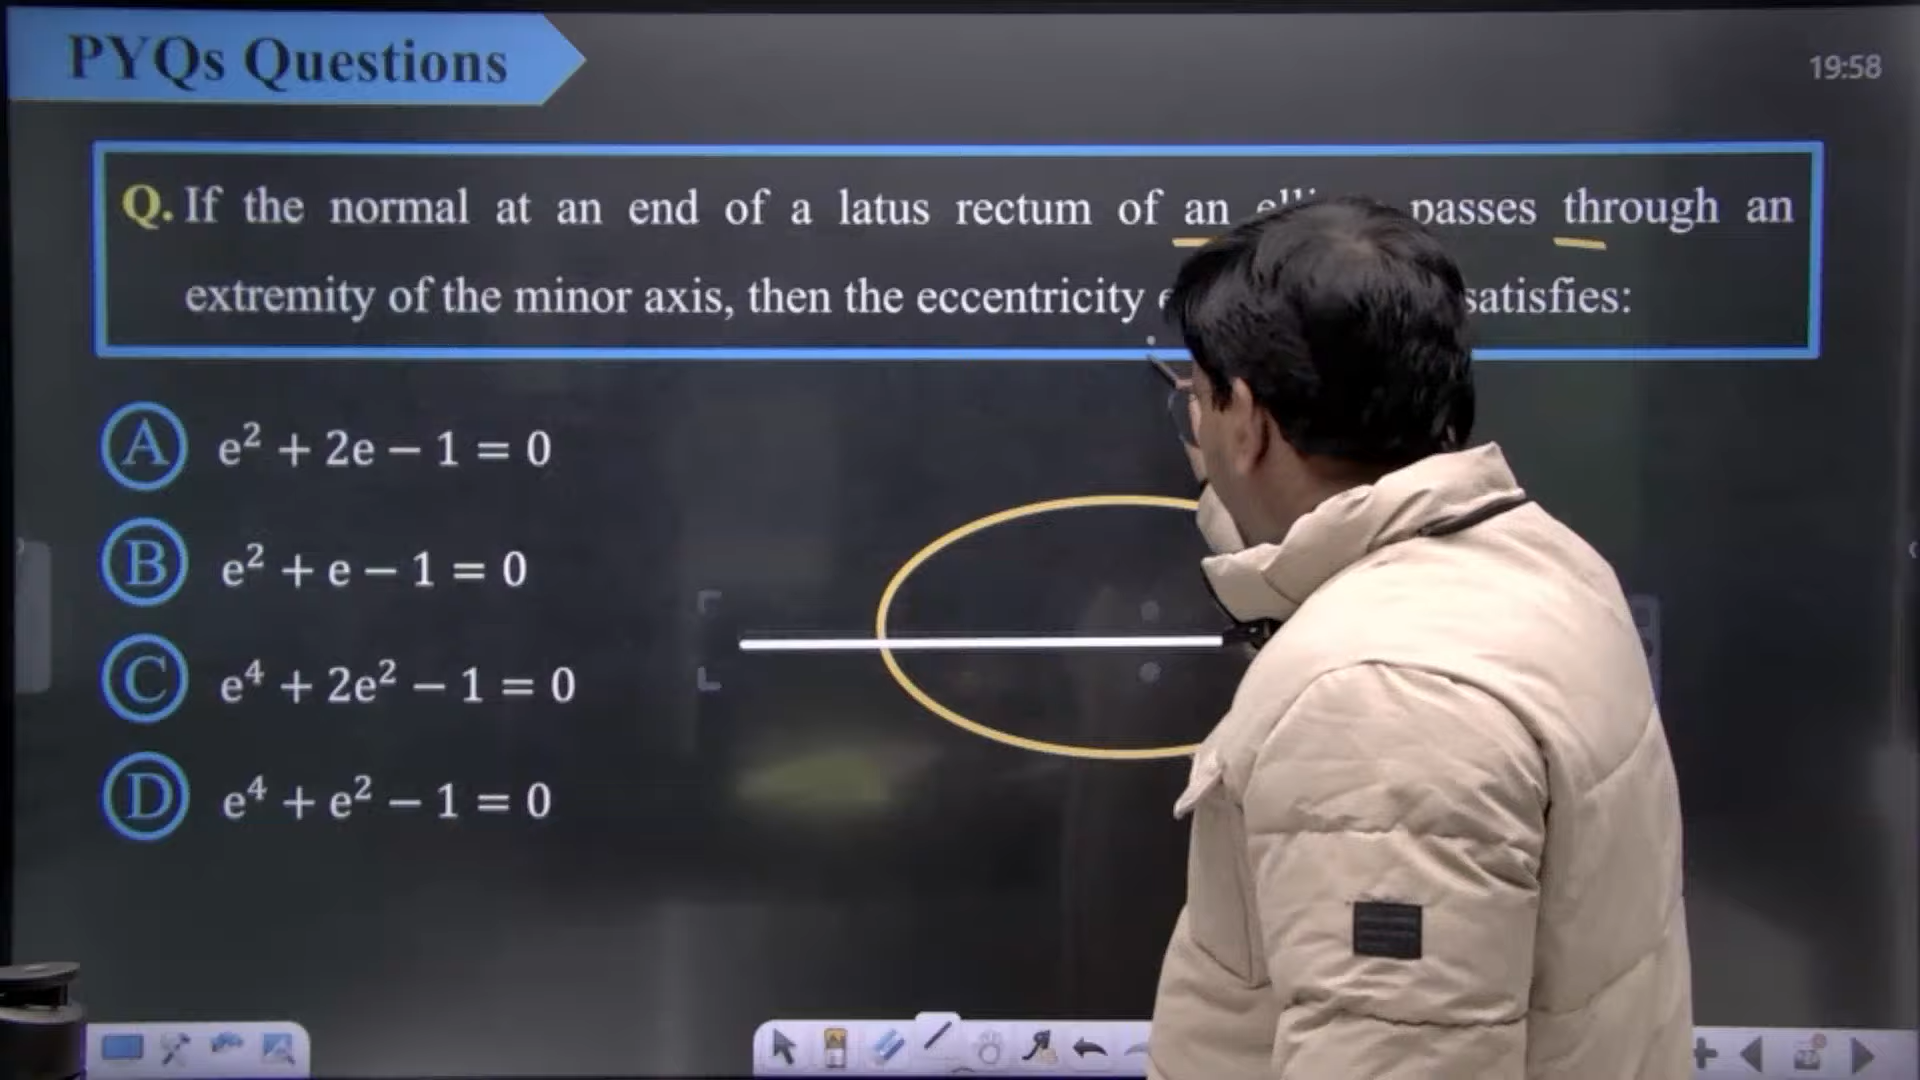 PYQs Questions
19:58
Q. If the normal at an end of a latus rectum of an passes through an
extremity of the minor axis, then the eccentricity e satisfies:
A e² + 2e − 1 = 0
B e² + e − 1 = 0
C e⁴ + 2e² − 1 = 0
D e⁴ + e² − 1 = 0